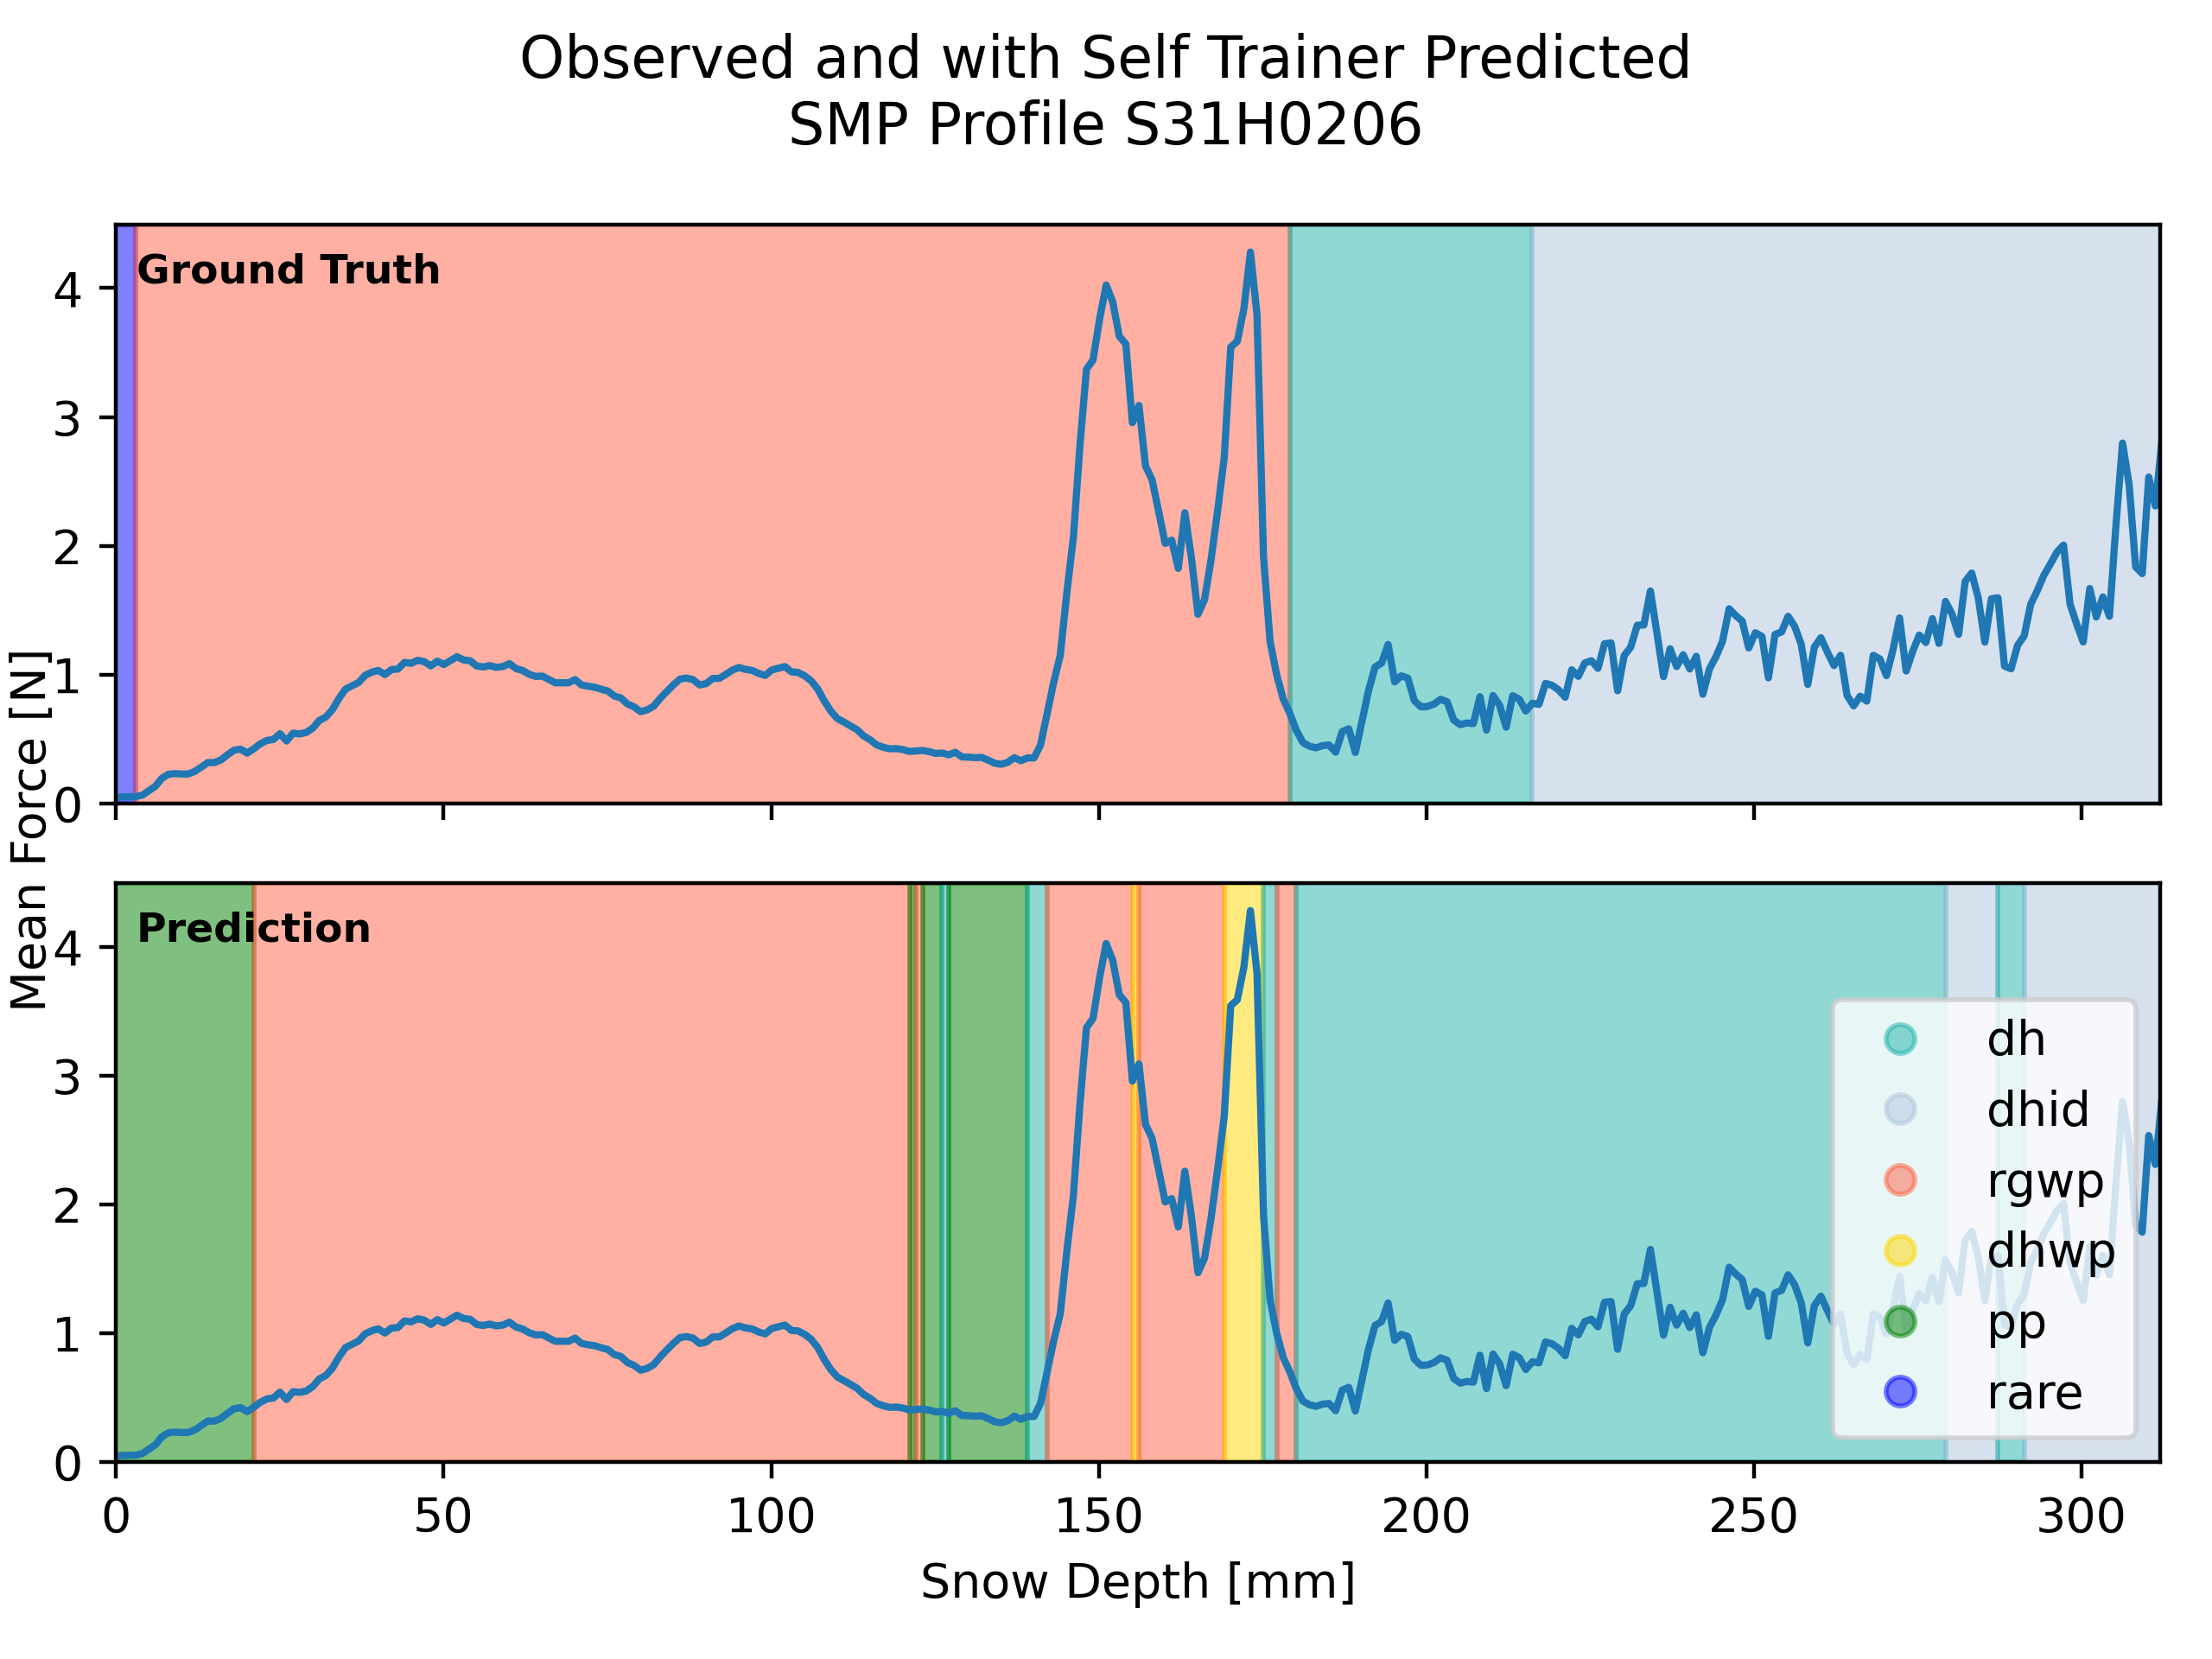 Observed and with Self Trainer Predicted
SMP Profile S31H0206
Mean Force [N]
Ground Truth
4
3
2
1
0
Prediction
4
3
2
1
0
dh
dhid
rgwp
dhwp
pp
rare
0 50 100 150 200 250 300
Snow Depth [mm]